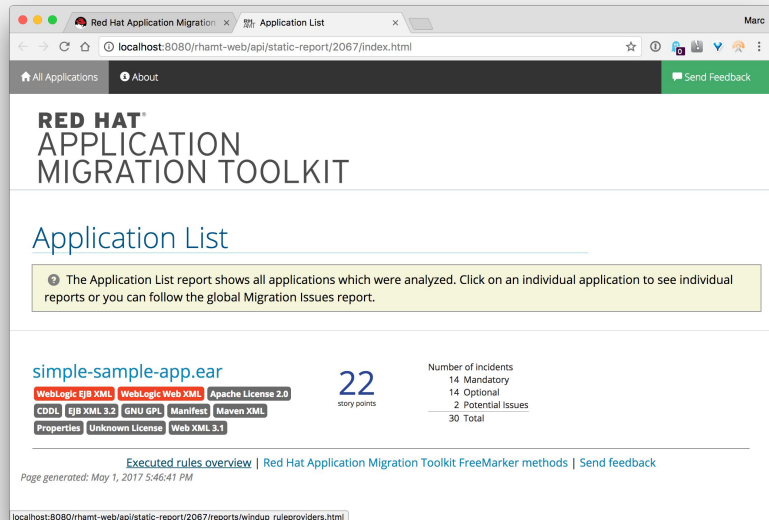 Red Hat Application Migration
Application List
Marc
localhost:8080/rhamt-web/api/static-report/2067/index.html
All Applications
About
Send Feedback
RED HAT®
APPLICATION
MIGRATION TOOLKIT
Application List
The Application List report shows all applications which were analyzed. Click on an individual application to see individual
reports or you can follow the global Migration Issues report.
simple-sample-app.ear
WebLogic EJB XML WebLogic Web XML Apache License 2.0
CDDL EJB XML 3.2 GNU GPL Manifest Maven XML
Properties Unknown License Web XML 3.1
22
story points
Number of incidents
14 Mandatory
14 Optional
2 Potential Issues
30 Total
Executed rules overview | Red Hat Application Migration Toolkit FreeMarker methods | Send feedback
Page generated: May 1, 2017 5:46:41 PM
localhost:8080/rhamt-web/api/static-report/2067/reports/windup_ruleproviders.html